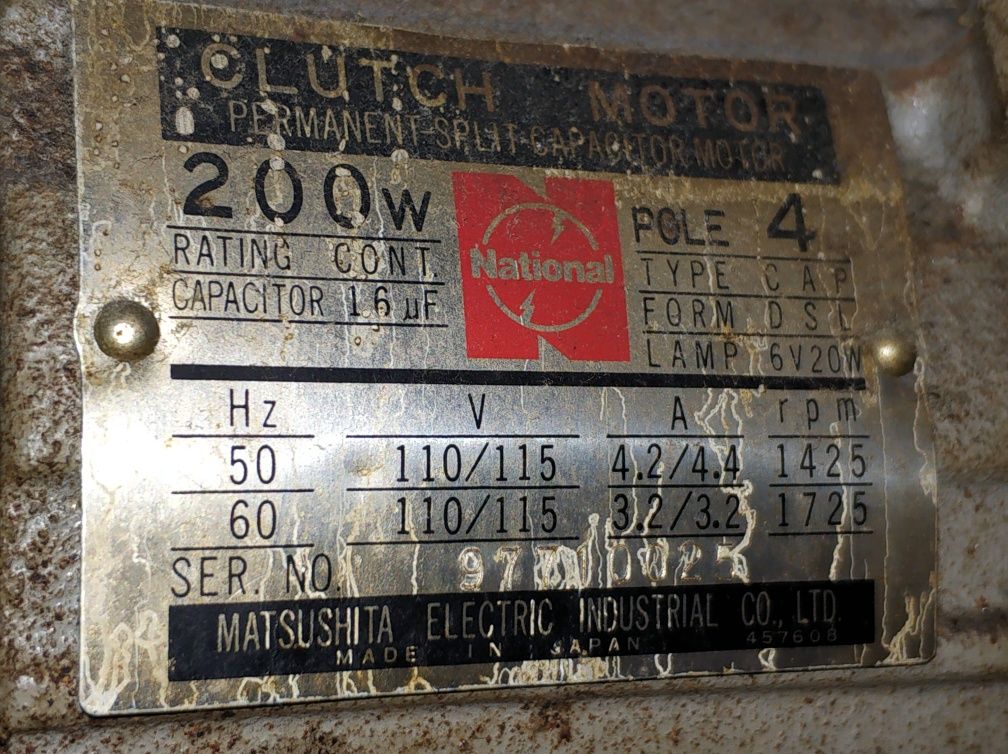 CLUTCH MOTOR
PERMANENT-SPLIT-CAPACITOR-MOTOR
200W
RATING CONT.
CAPACITOR 16 µF
National
POLE 4
TYPE CAP
FORM DSL
LAMP 6V20W
Hz V A rpm
50 110/115 4.2/4.4 1425
60 110/115 3.2/3.2 1725
SER. NO.
MATSUSHITA ELECTRIC INDUSTRIAL CO., LTD.
MADE IN JAPAN 457608